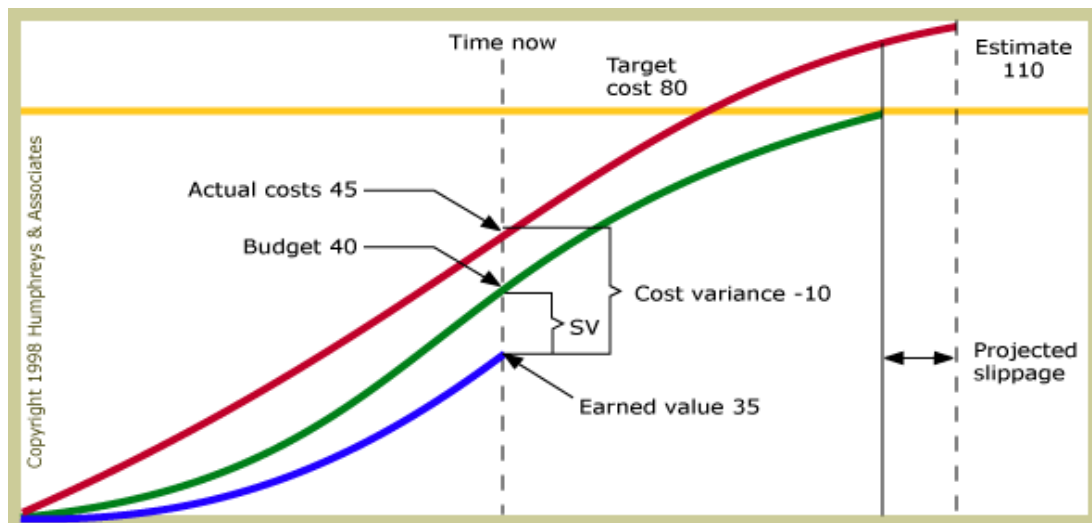 Time now
Target
cost 80
Estimate
110
Actual costs 45
Budget 40
Cost variance -10
SV
Projected
slippage
Earned value 35
Copyright 1998 Humphreys & Associates